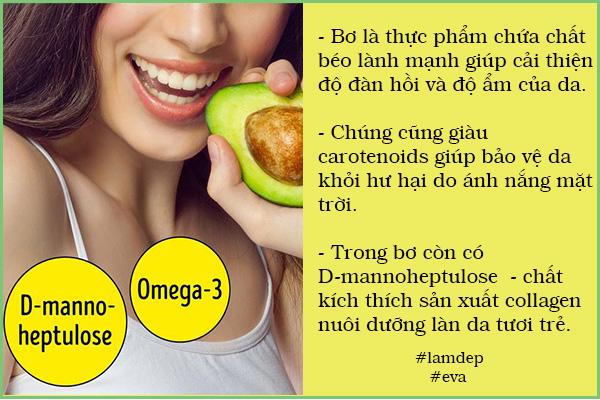 - Bơ là thực phẩm chứa chất
béo lành mạnh giúp cải thiện
độ đàn hồi và độ ẩm của da.
- Chúng cũng giàu
carotenoids giúp bảo vệ da
khỏi hư hại do ánh nắng mặt
trời.
- Trong bơ còn có
D-mannoheptulose - chất
kích thích sản xuất collagen
nuôi dưỡng làn da tươi trẻ.
#lamdep
#eva
D-manno-
heptulose
Omega-3